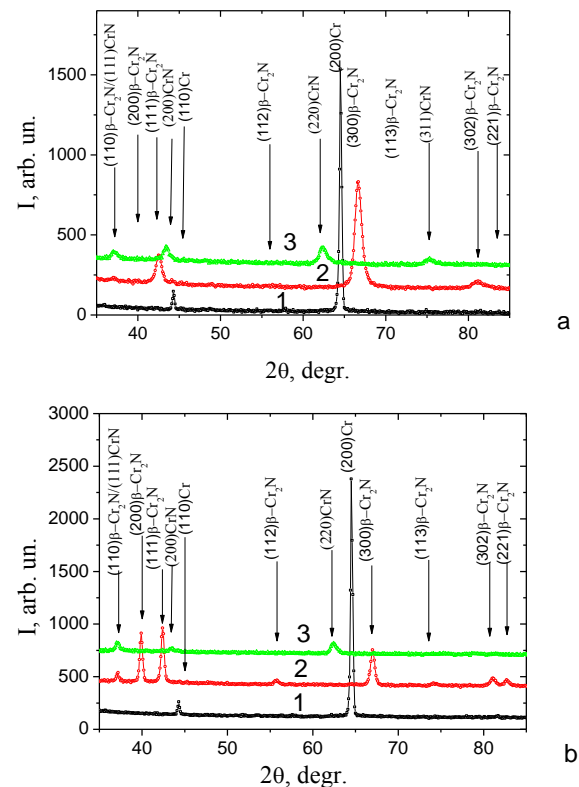 I, arb. un.
1500
1000
500
0
(110)β−Cr₂N/(111)CrN
(200)β−Cr₂N
(111)β−Cr₂N
(200)CrN
(110)Cr
(112)β−Cr₂N
(220)CrN
(200)Cr
(300)β−Cr₂N
(113)β−Cr₂N
(311)CrN
(302)β−Cr₂N
(221)β−Cr₂N
3
2
1
40 50 60 70 80
2θ, degr.
a
I, arb. un.
3000
2500
2000
1500
1000
500
0
(110)β−Cr₂N/(111)CrN
(200)β−Cr₂N
(111)β−Cr₂N
(200)CrN
(110)Cr
(112)β−Cr₂N
(220)CrN
(200)Cr
(300)β−Cr₂N
(113)β−Cr₂N
(302)β−Cr₂N
(221)β−Cr₂N
3
2
1
40 50 60 70 80
2θ, degr.
b